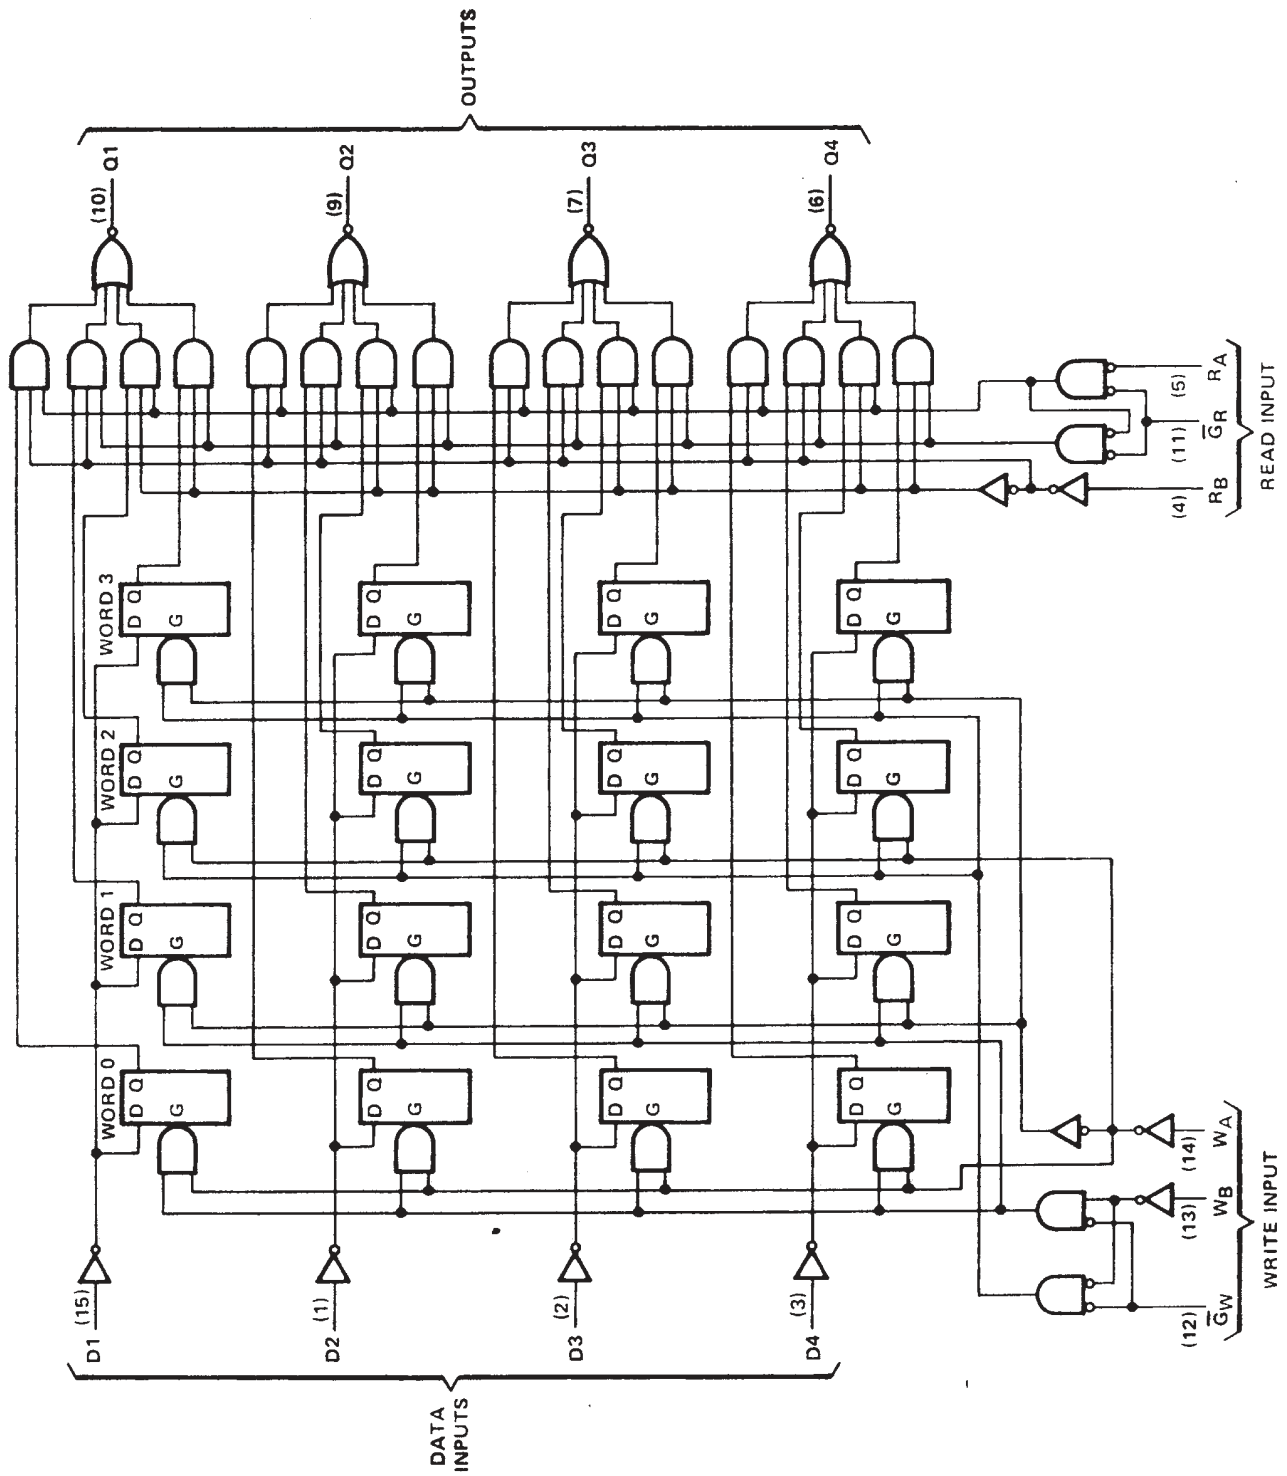 DATA
INPUTS
D1 (15)
D2 (1)
D3 (2)
D4 (3)
WORD 0
WORD 1
WORD 2
WORD 3
D Q
G
D Q
G
D Q
G
D Q
G
D Q
G
D Q
G
D Q
G
D Q
G
D Q
G
D Q
G
D Q
G
D Q
G
D Q
G
D Q
G
D Q
G
D Q
G
(10) Q1
(9) Q2
(7) Q3
(6) Q4
OUTPUTS
(12) G̅W
(13) WB
(14) WA
WRITE INPUT
(4) RB
(11) G̅R
(5) RA
READ INPUT